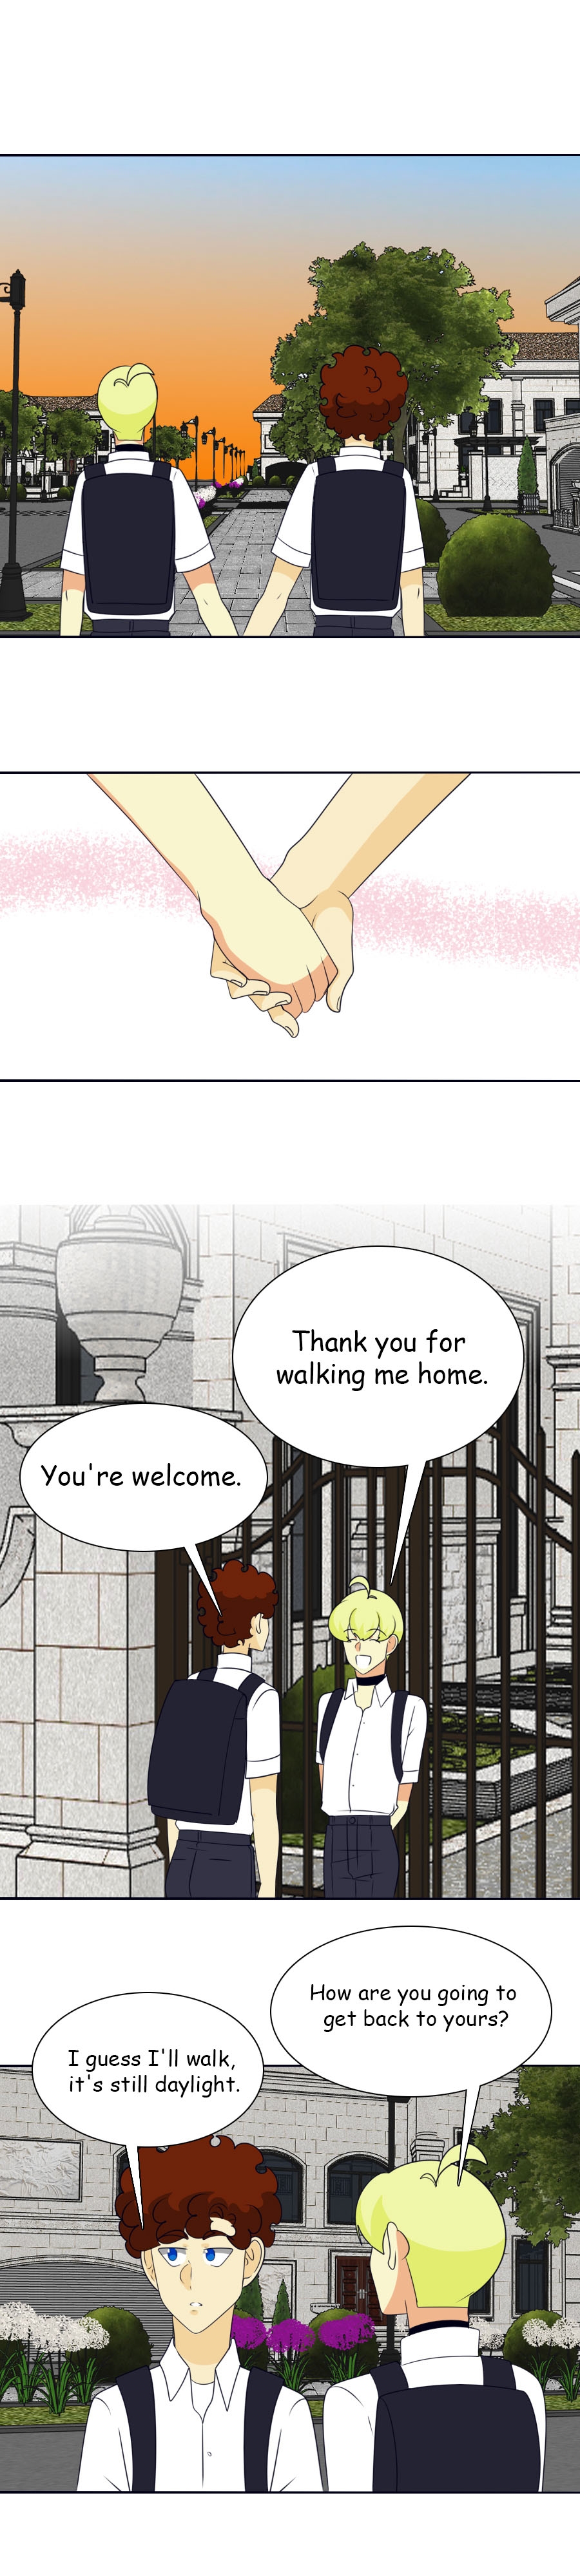 Thank you for
walking me home.
You're welcome.
How are you going to
get back to yours?
I guess I'll walk,
it's still daylight.